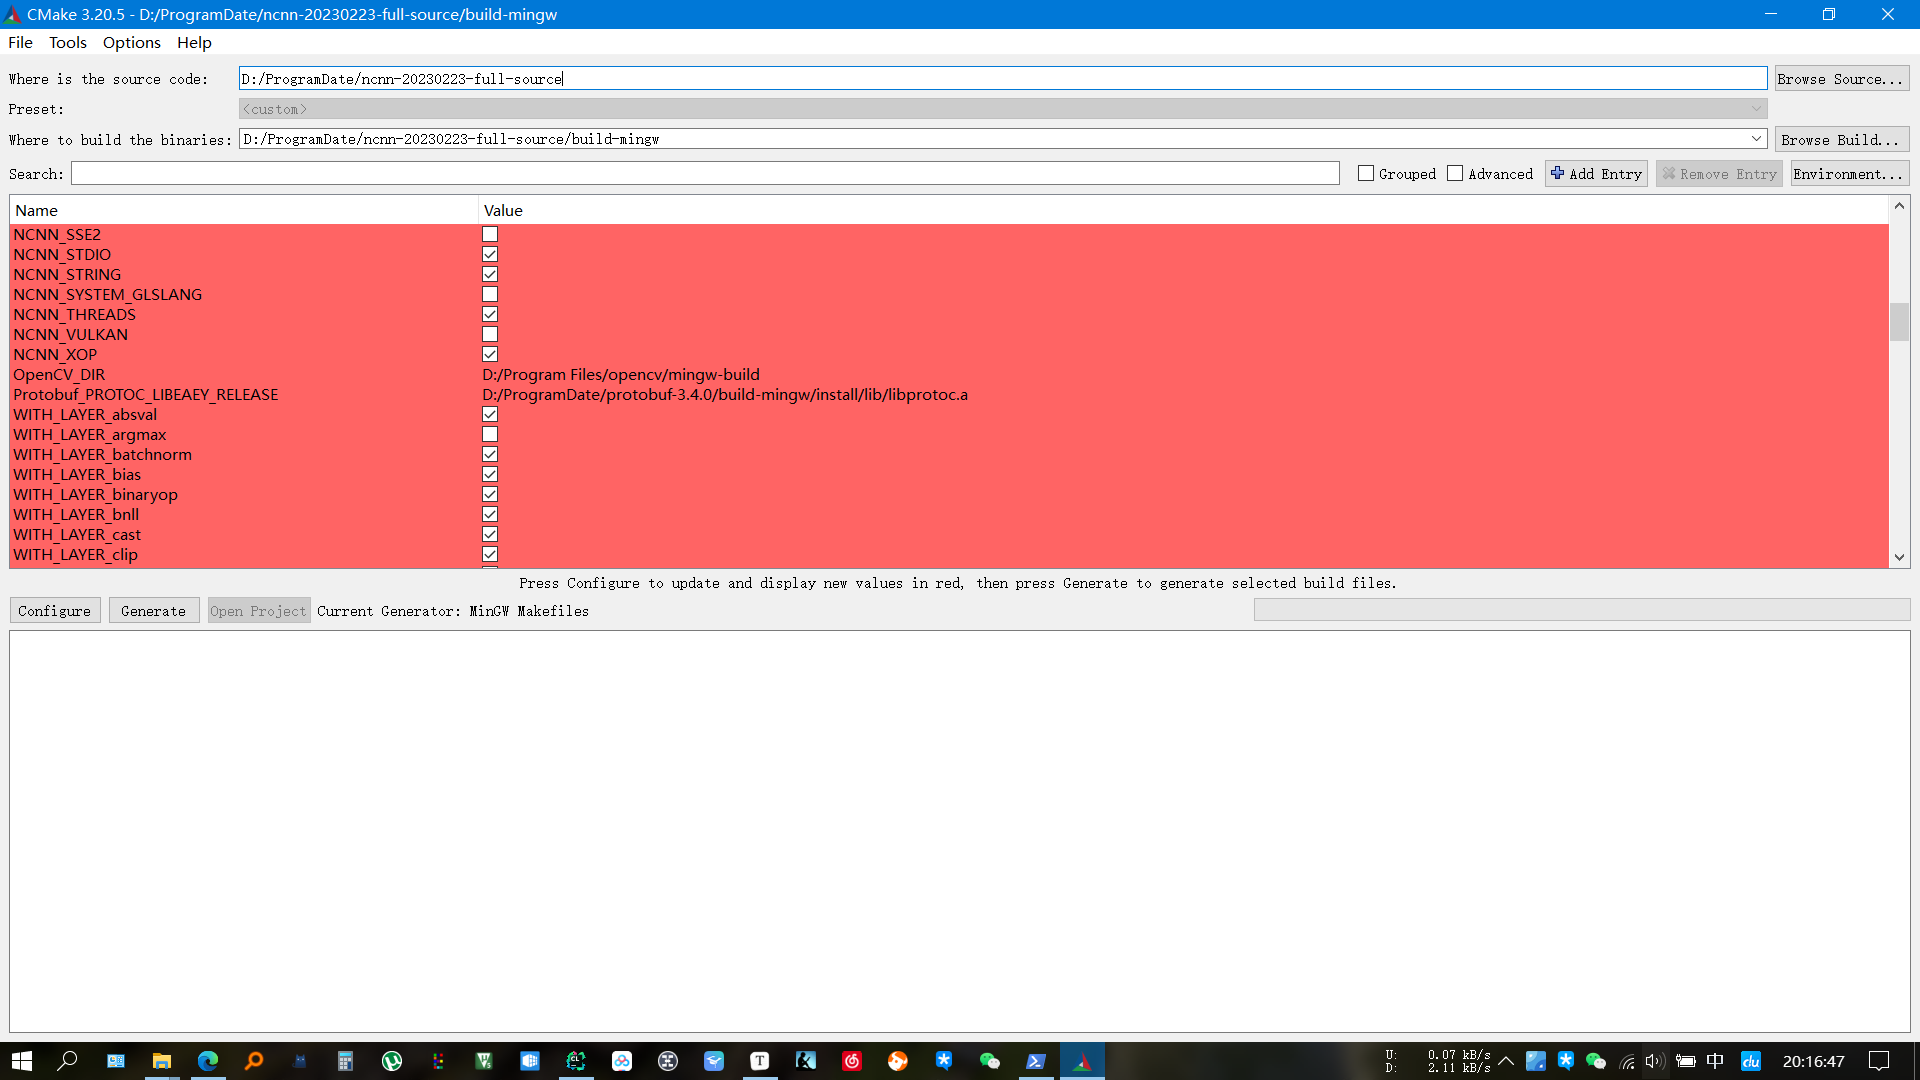 CMake 3.20.5 - D:/ProgramDate/ncnn-20230223-full-source/build-mingw
File Tools Options Help
Where is the source code: D:/ProgramDate/ncnn-20230223-full-source Browse Source...
Preset: <custom>
Where to build the binaries: D:/ProgramDate/ncnn-20230223-full-source/build-mingw Browse Build...
Search: Grouped Advanced Add Entry Remove Entry Environment...
Name Value
NCNN_SSE2
NCNN_STDIO
NCNN_STRING
NCNN_SYSTEM_GLSLANG
NCNN_THREADS
NCNN_VULKAN
NCNN_XOP
OpenCV_DIR D:/Program Files/opencv/mingw-build
Protobuf_PROTOC_LIBEAEY_RELEASE D:/ProgramDate/protobuf-3.4.0/build-mingw/install/lib/libprotoc.a
WITH_LAYER_absval
WITH_LAYER_argmax
WITH_LAYER_batchnorm
WITH_LAYER_bias
WITH_LAYER_binaryop
WITH_LAYER_bnll
WITH_LAYER_cast
WITH_LAYER_clip
Press Configure to update and display new values in red, then press Generate to generate selected build files.
Configure Generate Open Project Current Generator: MinGW Makefiles
U: 0.07 kB/s
D: 2.11 kB/s
中 du 20:16:47